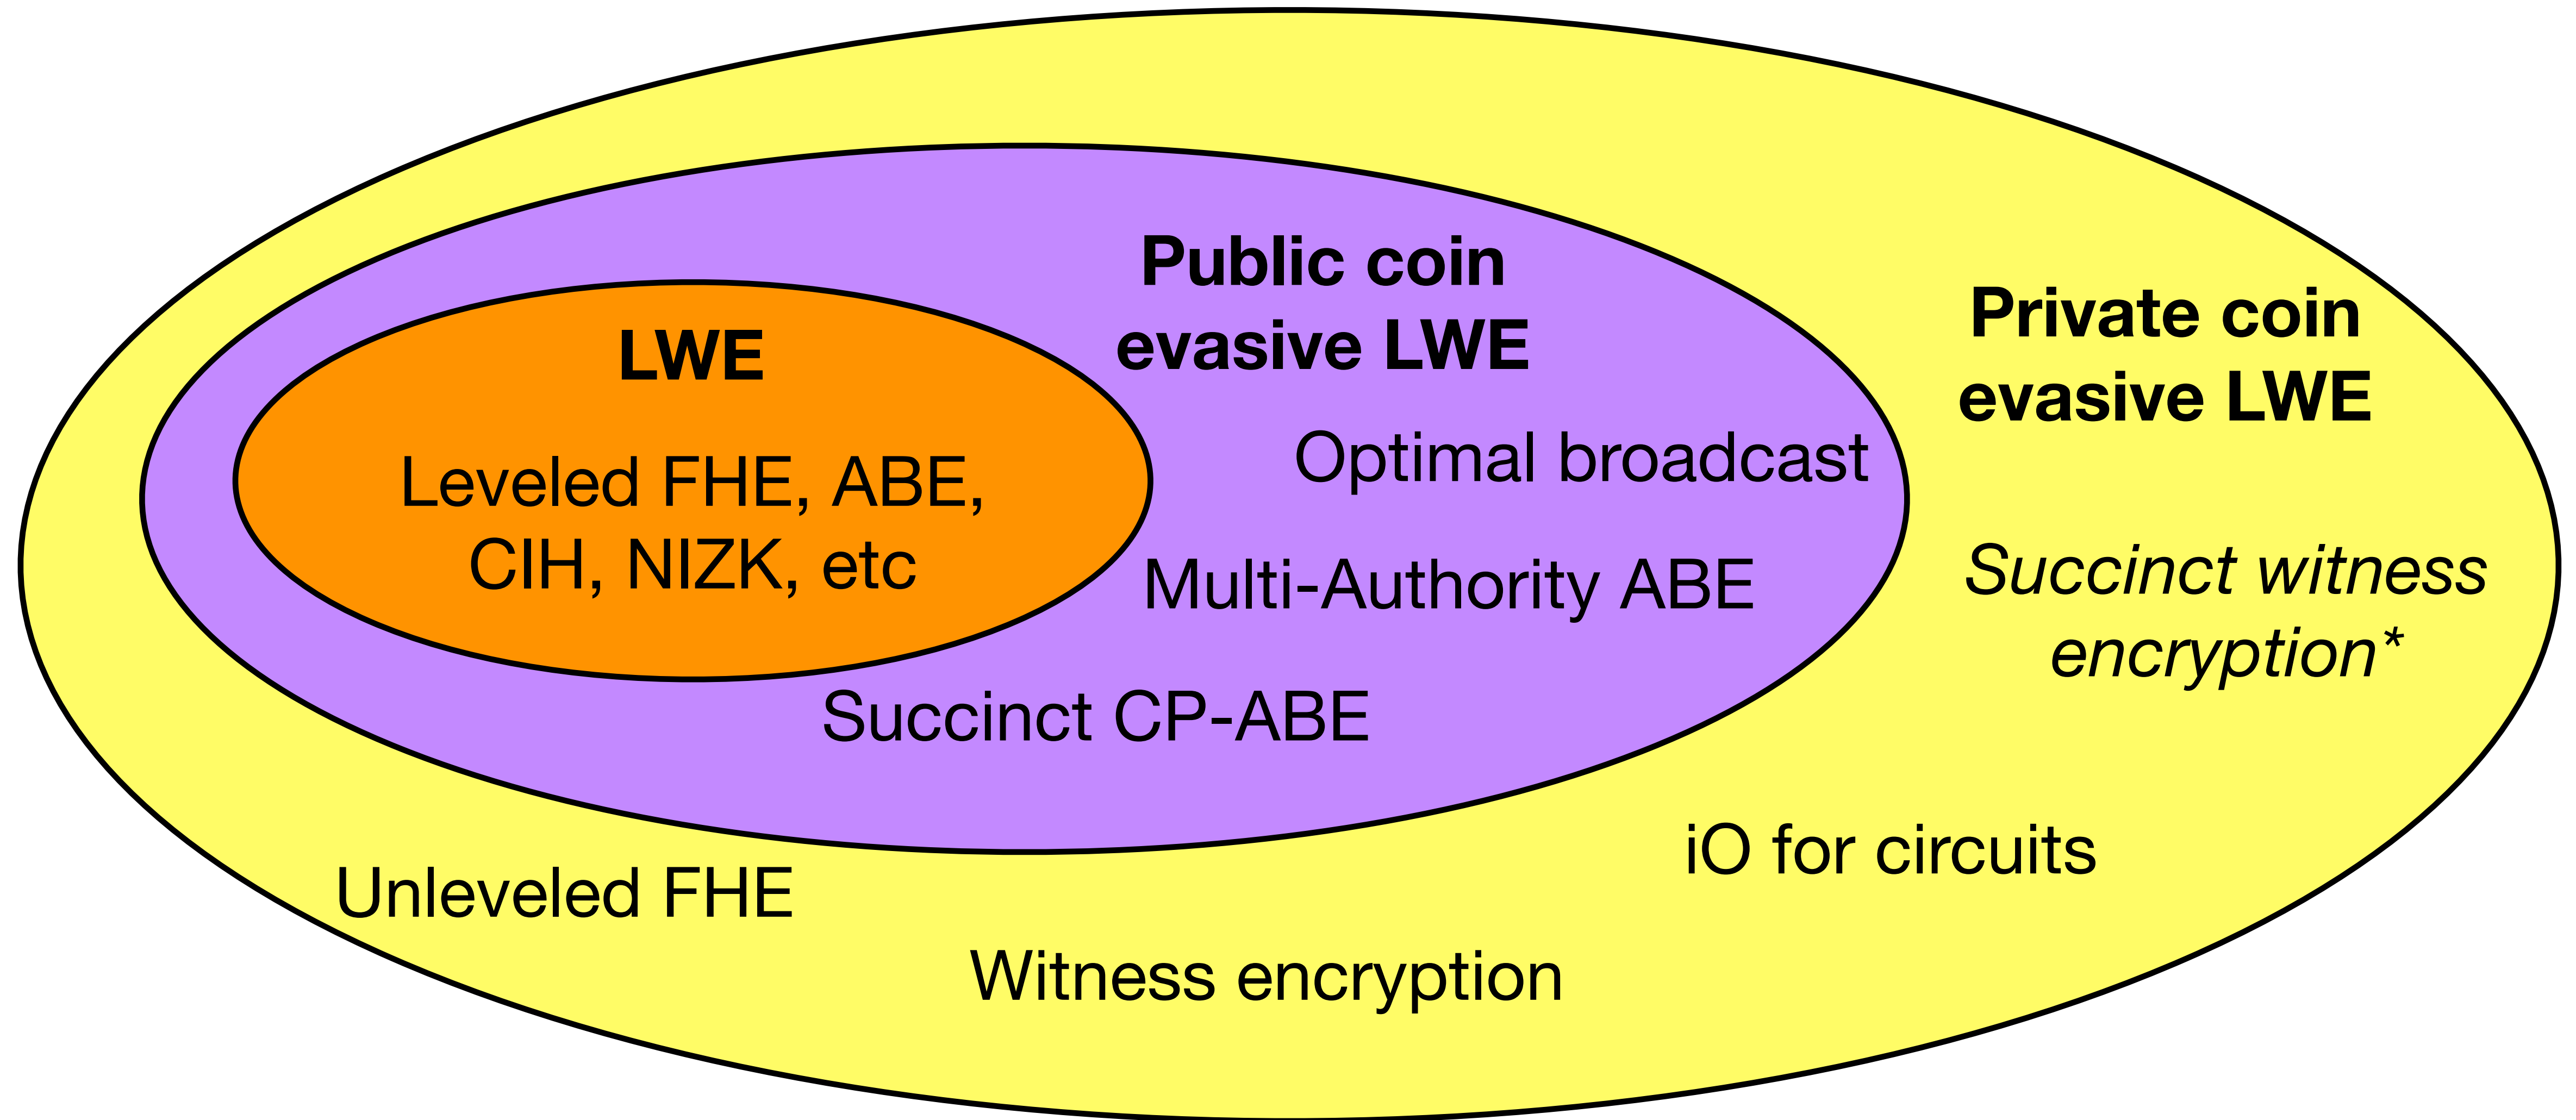 Public coin
evasive LWE
Private coin
evasive LWE
LWE
Optimal broadcast
Leveled FHE, ABE,
CIH, NIZK, etc
Multi-Authority ABE
Succinct witness
encryption*
Succinct CP-ABE
iO for circuits
Unleveled FHE
Witness encryption